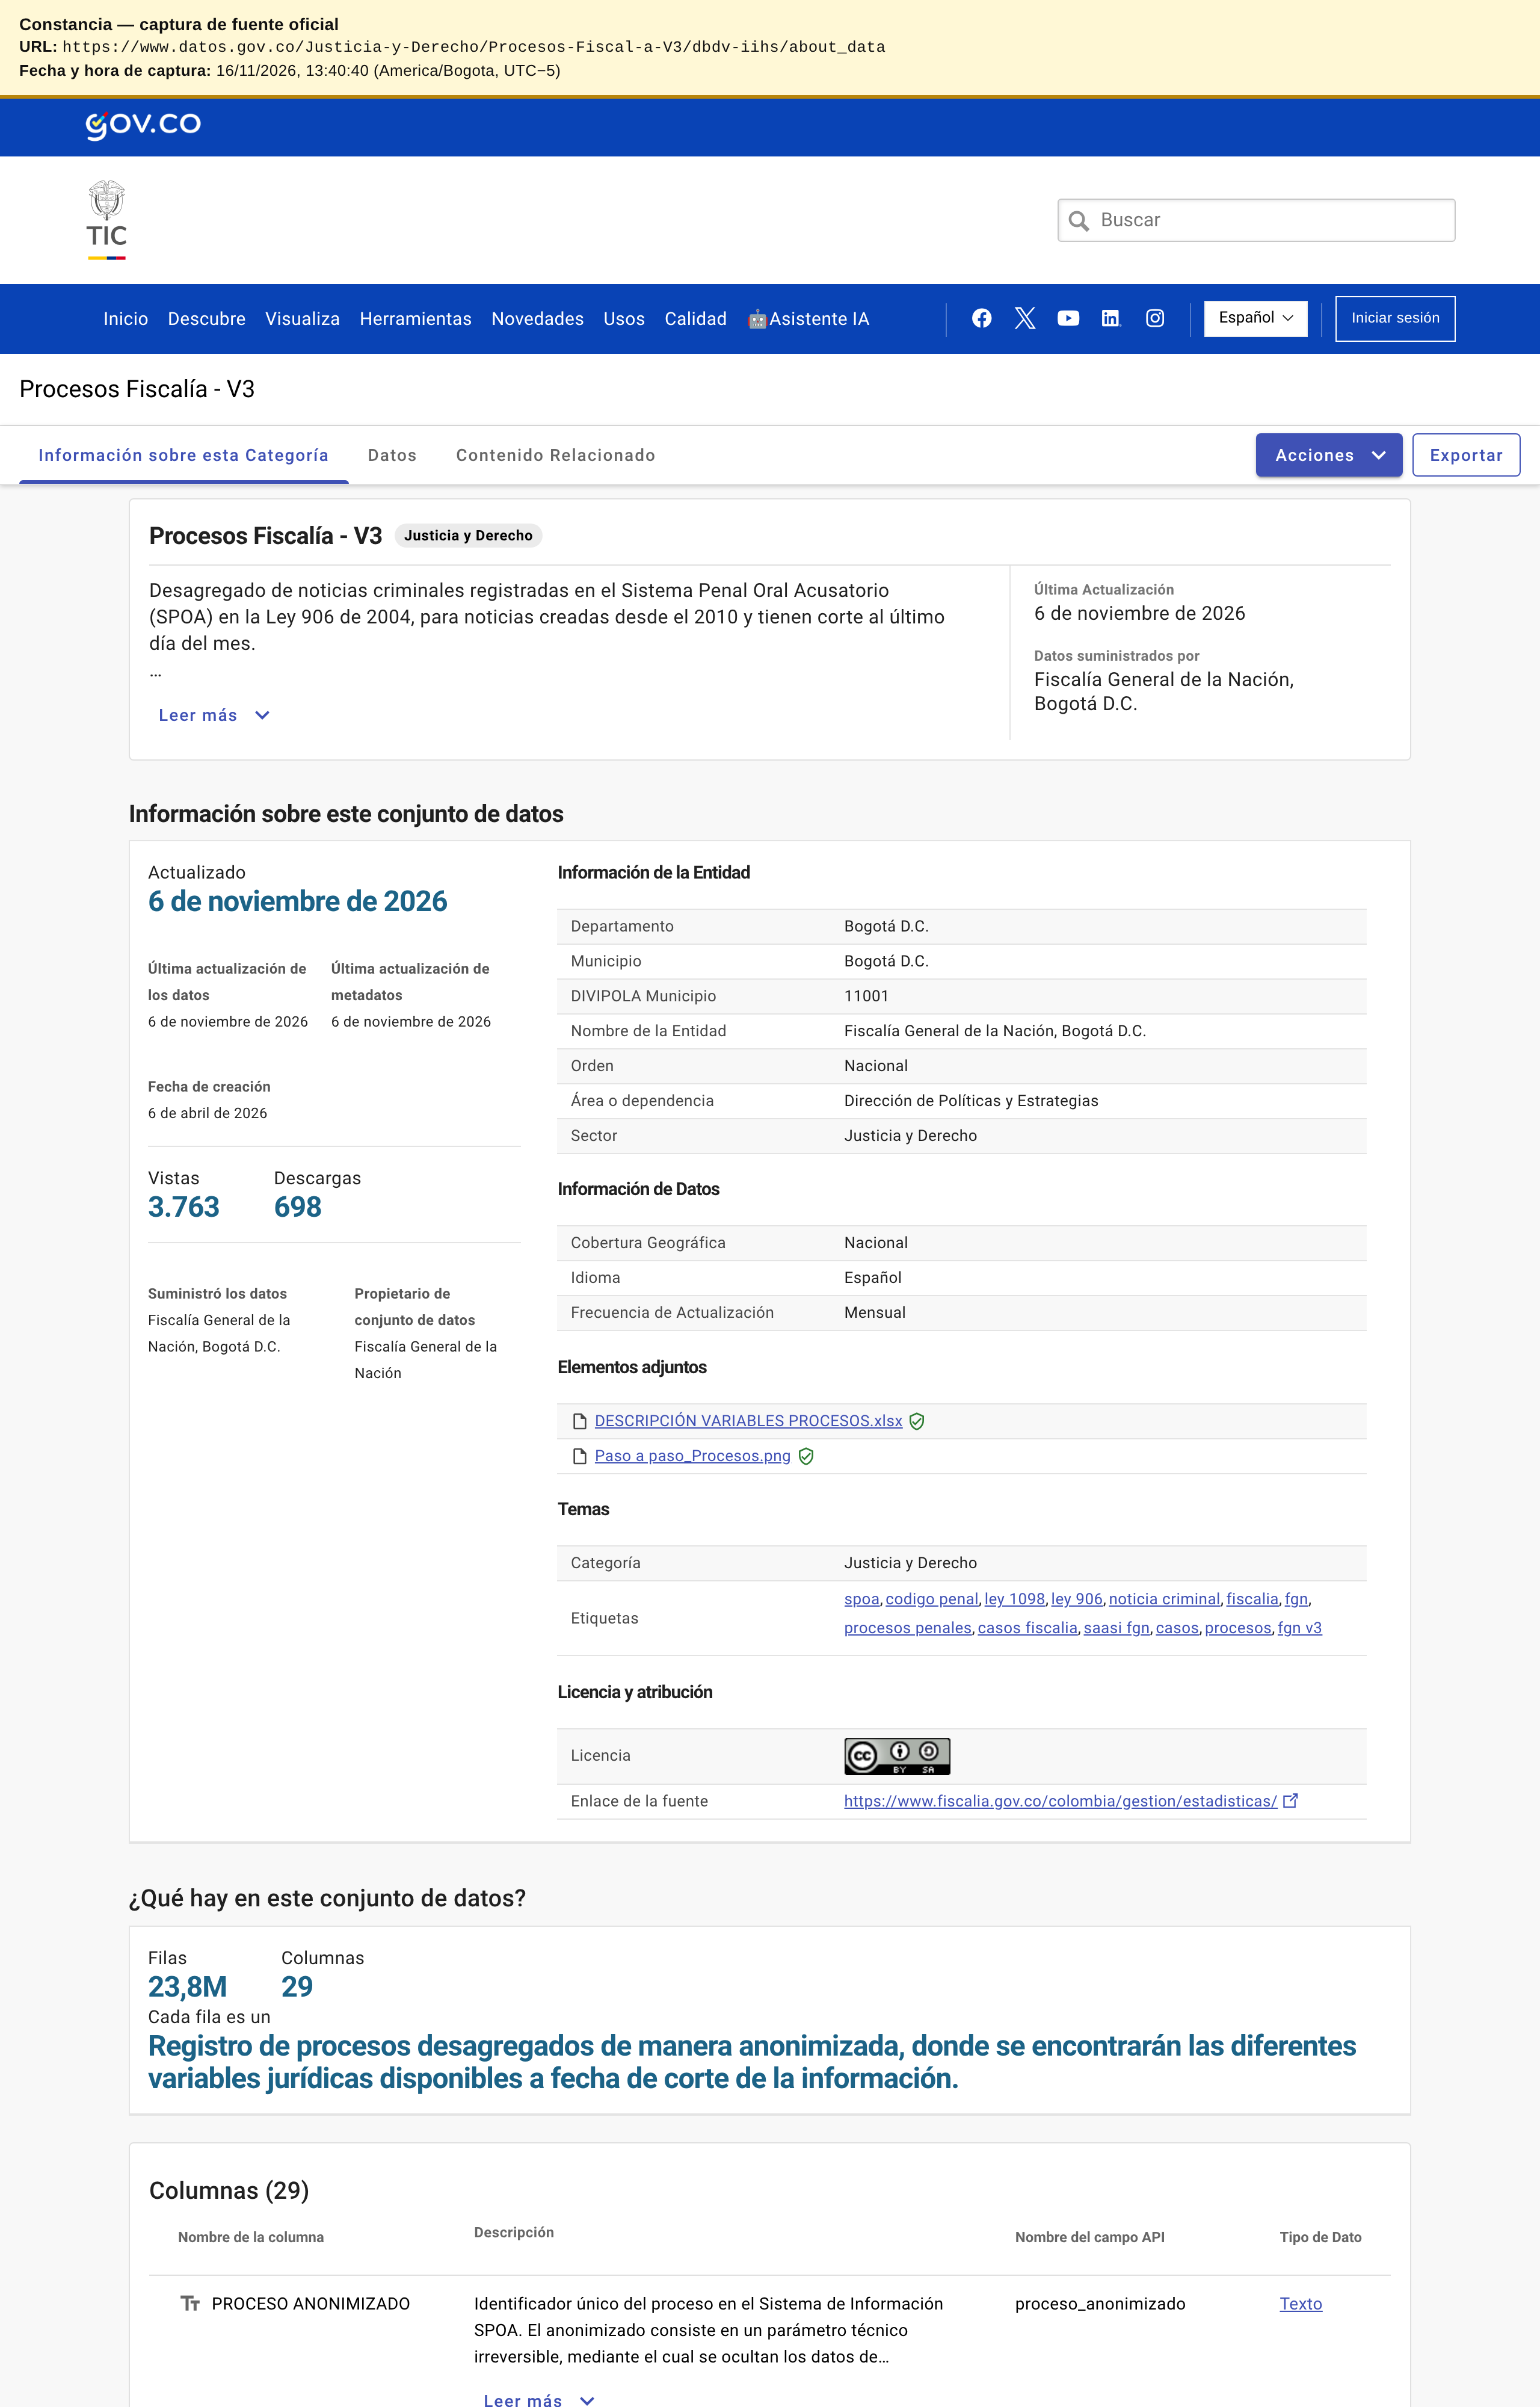 Constancia — captura de fuente oficial
URL: https://www.datos.gov.co/Justicia-y-Derecho/Procesos-Fiscal-a-V3/dbdv-iihs/about_data
Fecha y hora de captura: 16/11/2026, 13:40:40 (America/Bogota, UTC−5)
gov.co
TIC
Buscar
Inicio Descubre Visualiza Herramientas Novedades Usos Calidad 🤖Asistente IA Español Iniciar sesión
Procesos Fiscalía - V3
Información sobre esta Categoría Datos Contenido Relacionado Acciones Exportar
Procesos Fiscalía - V3 Justicia y Derecho
Desagregado de noticias criminales registradas en el Sistema Penal Oral Acusatorio
(SPOA) en la Ley 906 de 2004, para noticias creadas desde el 2010 y tienen corte al último
día del mes.
...
Leer más
Última Actualización
6 de noviembre de 2026
Datos suministrados por
Fiscalía General de la Nación,
Bogotá D.C.
Información sobre este conjunto de datos
Actualizado
6 de noviembre de 2026
Última actualización de
los datos
6 de noviembre de 2026
Última actualización de
metadatos
6 de noviembre de 2026
Fecha de creación
6 de abril de 2026
Vistas
3.763
Descargas
698
Suministró los datos
Fiscalía General de la
Nación, Bogotá D.C.
Propietario de
conjunto de datos
Fiscalía General de la
Nación
Información de la Entidad
Departamento Bogotá D.C.
Municipio Bogotá D.C.
DIVIPOLA Municipio 11001
Nombre de la Entidad Fiscalía General de la Nación, Bogotá D.C.
Orden Nacional
Área o dependencia Dirección de Políticas y Estrategias
Sector Justicia y Derecho
Información de Datos
Cobertura Geográfica Nacional
Idioma Español
Frecuencia de Actualización Mensual
Elementos adjuntos
DESCRIPCIÓN VARIABLES PROCESOS.xlsx
Paso a paso_Procesos.png
Temas
Categoría Justicia y Derecho
Etiquetas spoa, codigo penal, ley 1098, ley 906, noticia criminal, fiscalia, fgn,
procesos penales, casos fiscalia, saasi fgn, casos, procesos, fgn v3
Licencia y atribución
Licencia cc BY SA
Enlace de la fuente https://www.fiscalia.gov.co/colombia/gestion/estadisticas/
¿Qué hay en este conjunto de datos?
Filas
23,8M
Columnas
29
Cada fila es un
Registro de procesos desagregados de manera anonimizada, donde se encontrarán las diferentes
variables jurídicas disponibles a fecha de corte de la información.
Columnas (29)
Nombre de la columna Descripción Nombre del campo API Tipo de Dato
PROCESO ANONIMIZADO Identificador único del proceso en el Sistema de Información proceso_anonimizado Texto
SPOA. El anonimizado consiste en un parámetro técnico
irreversible, mediante el cual se ocultan los datos de...
Leer más